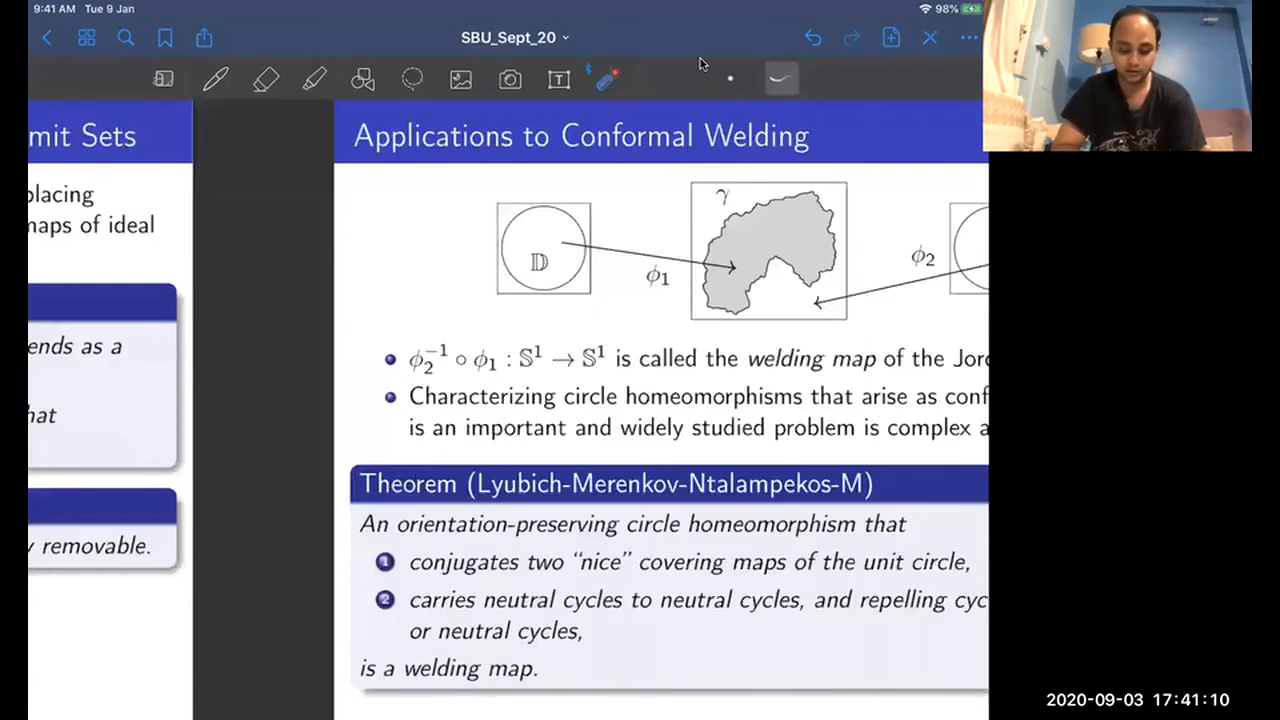 9:41 AM Tue 9 Jan
98%
SBU_Sept_20
T
mit Sets
placing
maps of ideal
ends as a
hat
removable.
Applications to Conformal Welding
𝔻
ϕ₁
γ
ϕ₂
ϕ₂⁻¹ ∘ ϕ₁ : 𝕊¹ → 𝕊¹ is called the welding map of the Jord
Characterizing circle homeomorphisms that arise as conf
is an important and widely studied problem is complex a
Theorem (Lyubich-Merenkov-Ntalampekos-M)
An orientation-preserving circle homeomorphism that
1 conjugates two “nice” covering maps of the unit circle,
2 carries neutral cycles to neutral cycles, and repelling cyc
or neutral cycles,
is a welding map.
2020-09-03 17:41:10